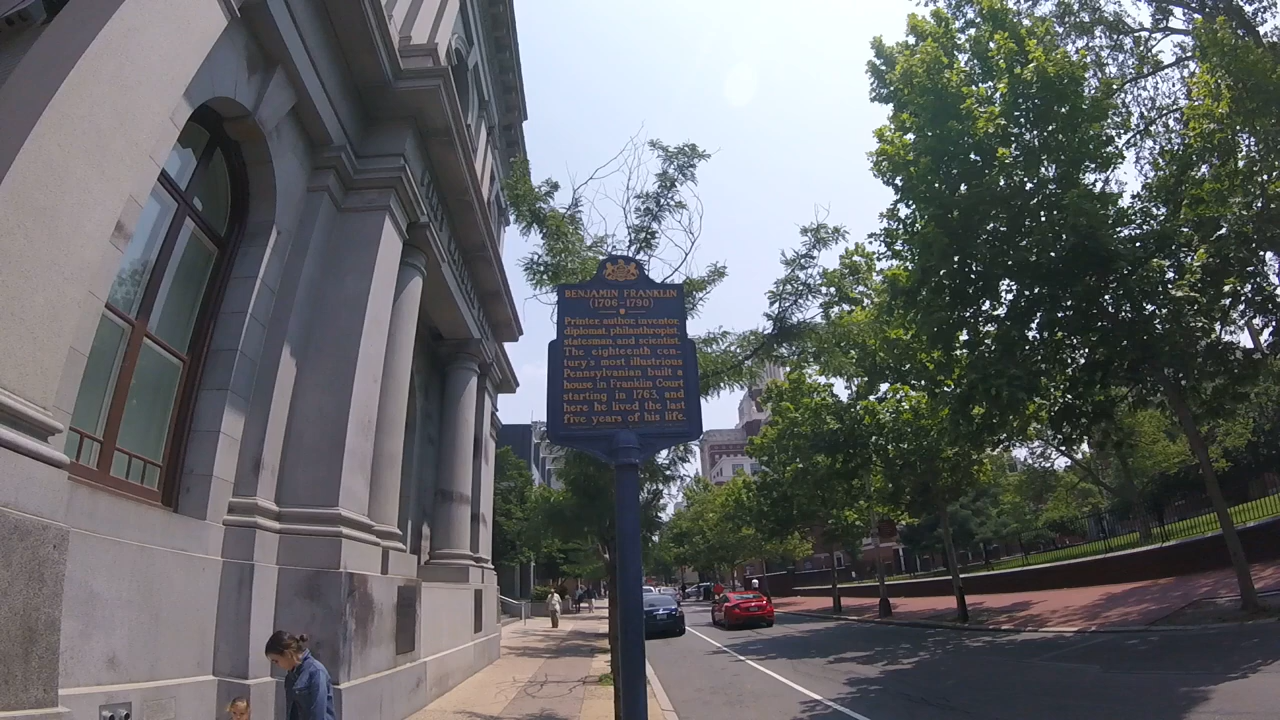 BENJAMIN FRANKLIN
(1706-1790)
Printer, author, inventor,
diplomat, philanthropist,
statesman, and scientist.
The eighteenth cen-
tury's most illustrious
Pennsylvanian built a
house in Franklin Court
starting in 1763, and
here he lived the last
five years of his life.